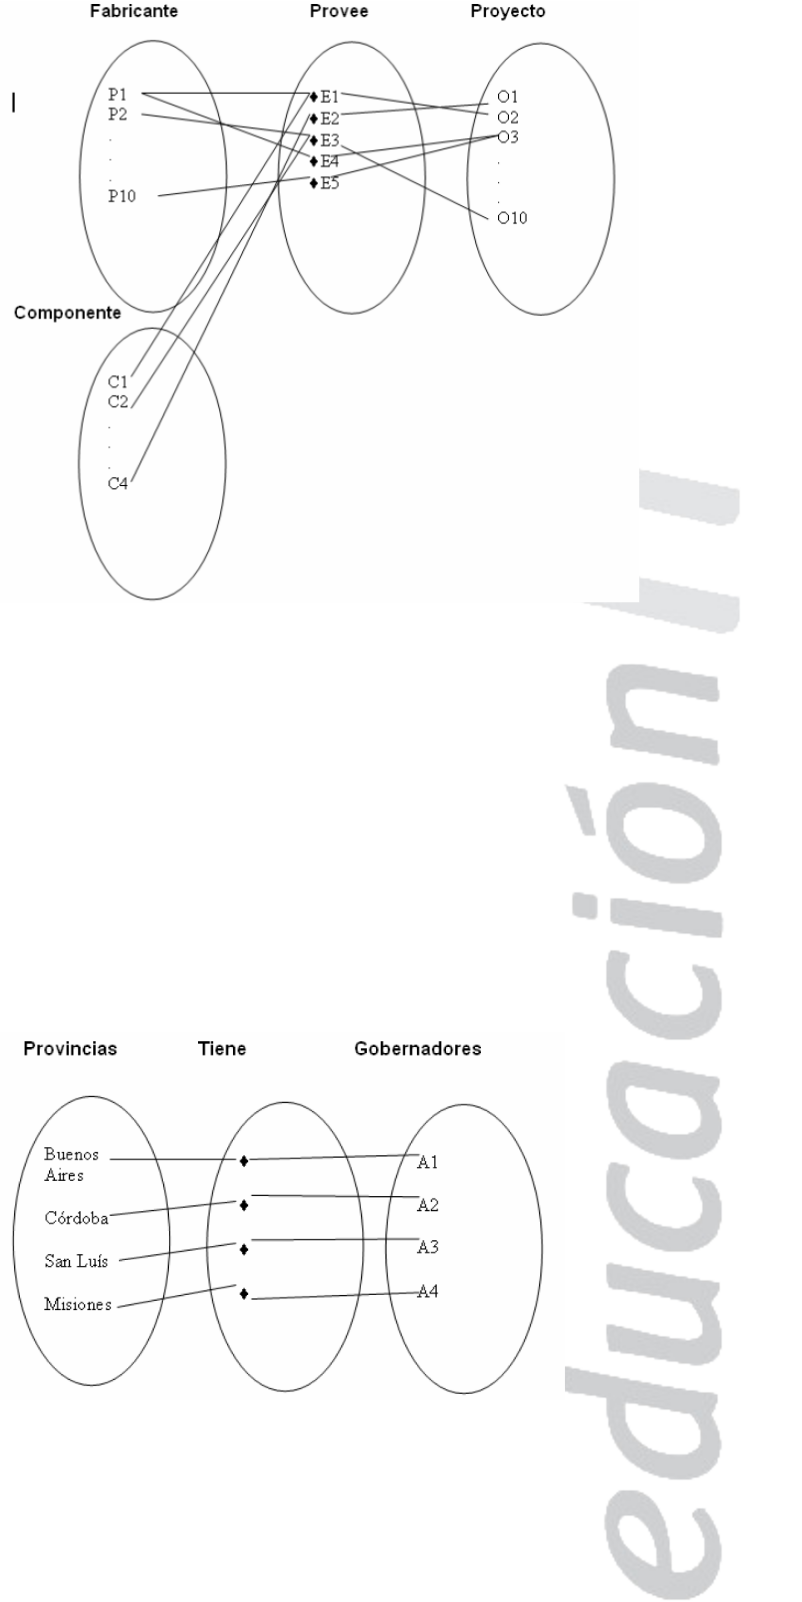 Fabricante Provee Proyecto
P1 E1 O1
P2 E2 O2
. E3 O3
. E4 .
. E5 .
P10 .
O10
Componente
C1
C2
.
.
.
C4
Provincias Tiene Gobernadores
Buenos
Aires A1
Córdoba A2
San Luís A3
Misiones A4
educación